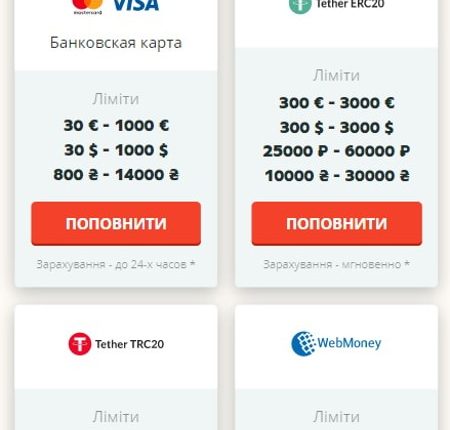 mastercard VISA
Банковская карта
Ліміти
30 € - 1000 €
30 $ - 1000 $
800 ₴ - 14000 ₴
ПОПОВНИТИ
Зарахування - до 24-х часов *
Tether ERC20
Ліміти
300 € - 3000 €
300 $ - 3000 $
25000 ₽ - 60000 ₽
10000 ₴ - 30000 ₴
ПОПОВНИТИ
Зарахування - мгновенно *
Tether TRC20
Ліміти
WebMoney
Ліміти